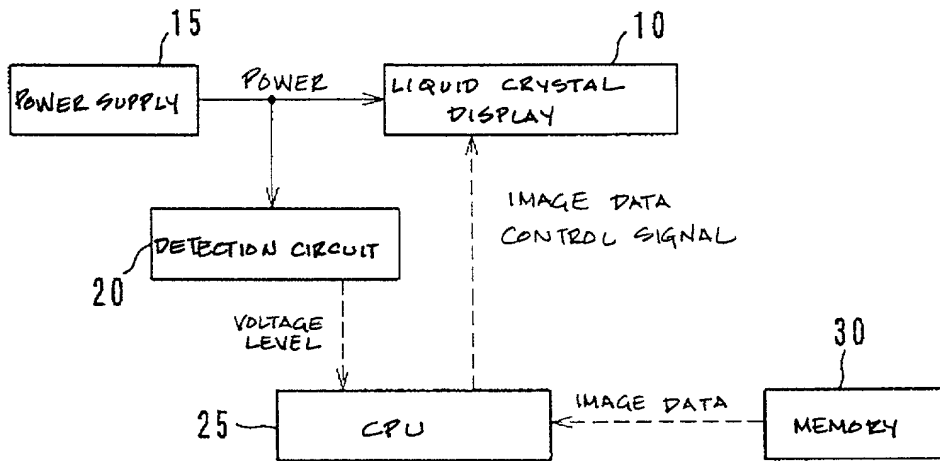 15
10
POWER SUPPLY
POWER
LIQUID CRYSTAL
DISPLAY
DETECTION CIRCUIT
20
IMAGE DATA
CONTROL SIGNAL
VOLTAGE
LEVEL
30
25
CPU
IMAGE DATA
MEMORY